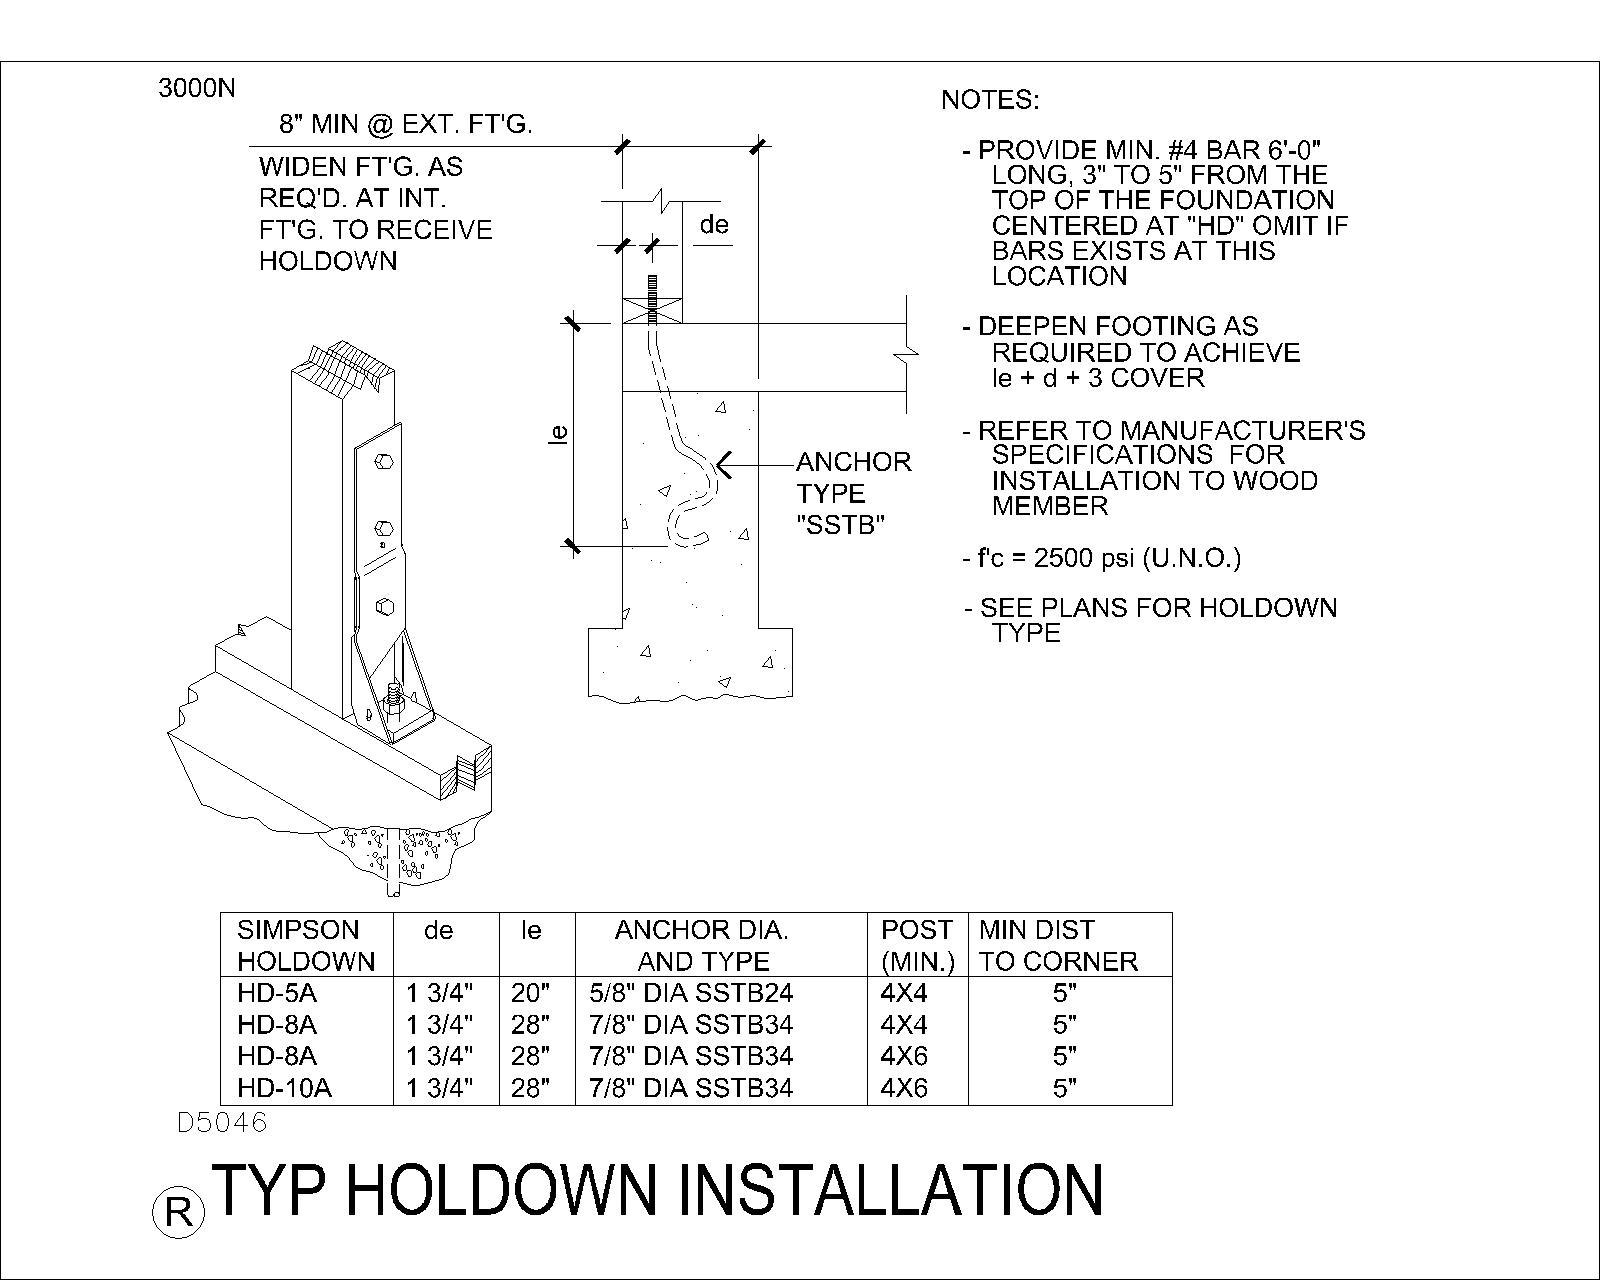 3000N
8" MIN @ EXT. FT'G.
WIDEN FT'G. AS
REQ'D. AT INT.
FT'G. TO RECEIVE
HOLDOWN
de
le
ANCHOR
TYPE
"SSTB"
NOTES:
- PROVIDE MIN. #4 BAR 6'-0"
LONG, 3" TO 5" FROM THE
TOP OF THE FOUNDATION
CENTERED AT "HD" OMIT IF
BARS EXISTS AT THIS
LOCATION
- DEEPEN FOOTING AS
REQUIRED TO ACHIEVE
le + d + 3 COVER
- REFER TO MANUFACTURER'S
SPECIFICATIONS FOR
INSTALLATION TO WOOD
MEMBER
- f'c = 2500 psi (U.N.O.)
- SEE PLANS FOR HOLDOWN
TYPE
SIMPSON de le ANCHOR DIA. POST MIN DIST
HOLDOWN AND TYPE (MIN.) TO CORNER
HD-5A 1 3/4" 20" 5/8" DIA SSTB24 4X4 5"
HD-8A 1 3/4" 28" 7/8" DIA SSTB34 4X4 5"
HD-8A 1 3/4" 28" 7/8" DIA SSTB34 4X6 5"
HD-10A 1 3/4" 28" 7/8" DIA SSTB34 4X6 5"
D5046
R TYP HOLDOWN INSTALLATION